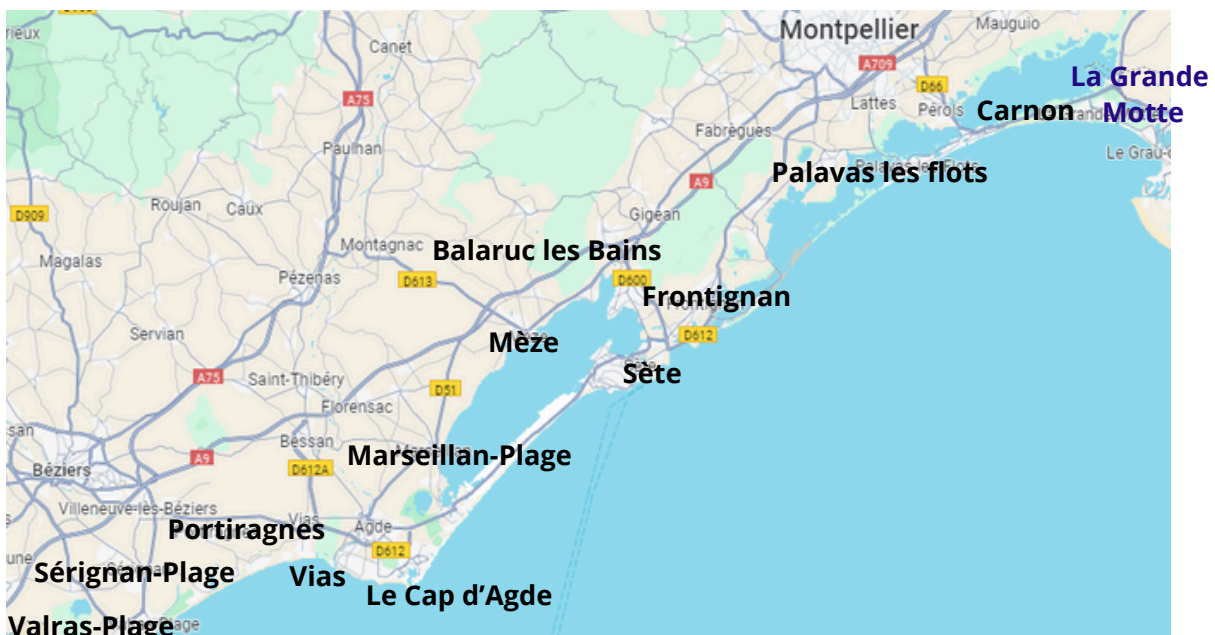 Montpellier
Mauguio
Canet
A709
La Grande
Motte
A75
D66
Lattes
Pérols
Carnon
Fabrègues
Paulhan
Palavas les flots
A9
Roujan
Caux
D909
Gigean
Montagnac
Balaruc les Bains
Magalas
Pézenas
D613
D600
Frontignan
Servian
Mèze
D612
A75
Sète
Saint-Thibéry
D51
Florensac
Bessan
Marseillan-Plage
A9
D612A
Béziers
Villeneuve-lès-Béziers
Portiragnes
Vias
Agde
D612
Sérignan-Plage
Vias
Le Cap d’Agde
Valras-Plage